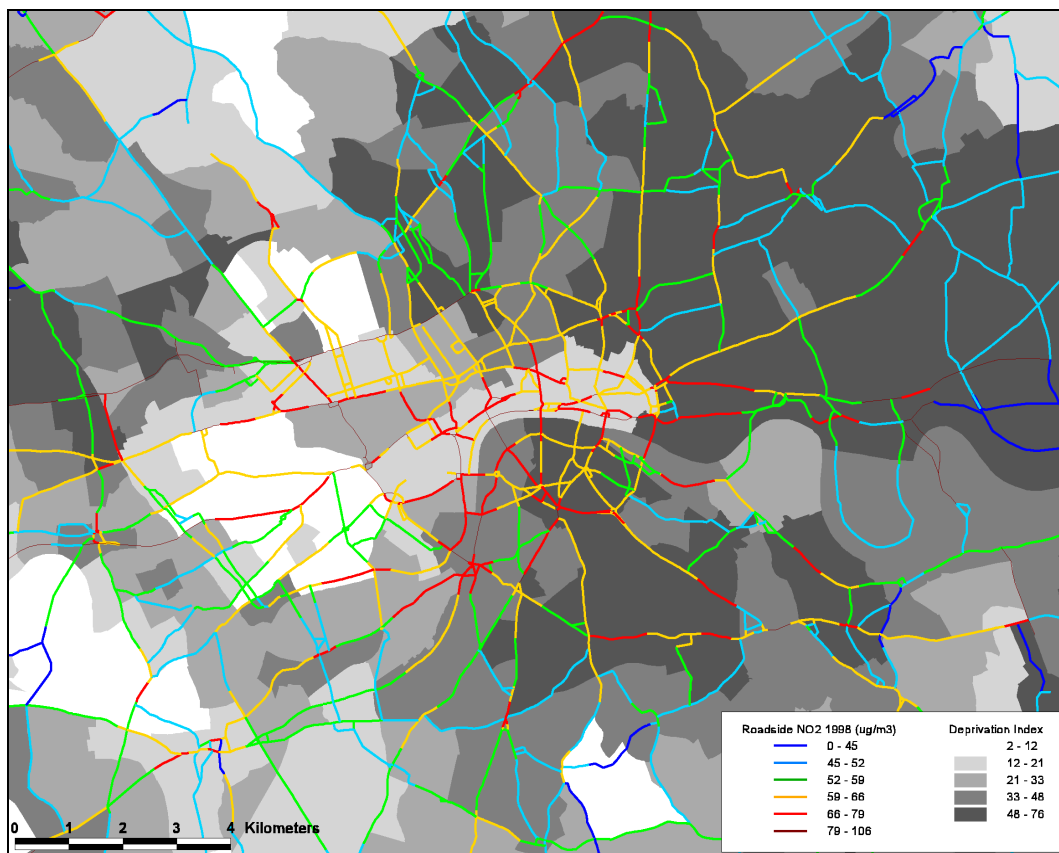 Roadside NO2 1998 (ug/m3)
0 - 45
45 - 52
52 - 59
59 - 66
66 - 79
79 - 106
Deprivation Index
2 - 12
12 - 21
21 - 33
33 - 48
48 - 76
0 1 2 3 4 Kilometers